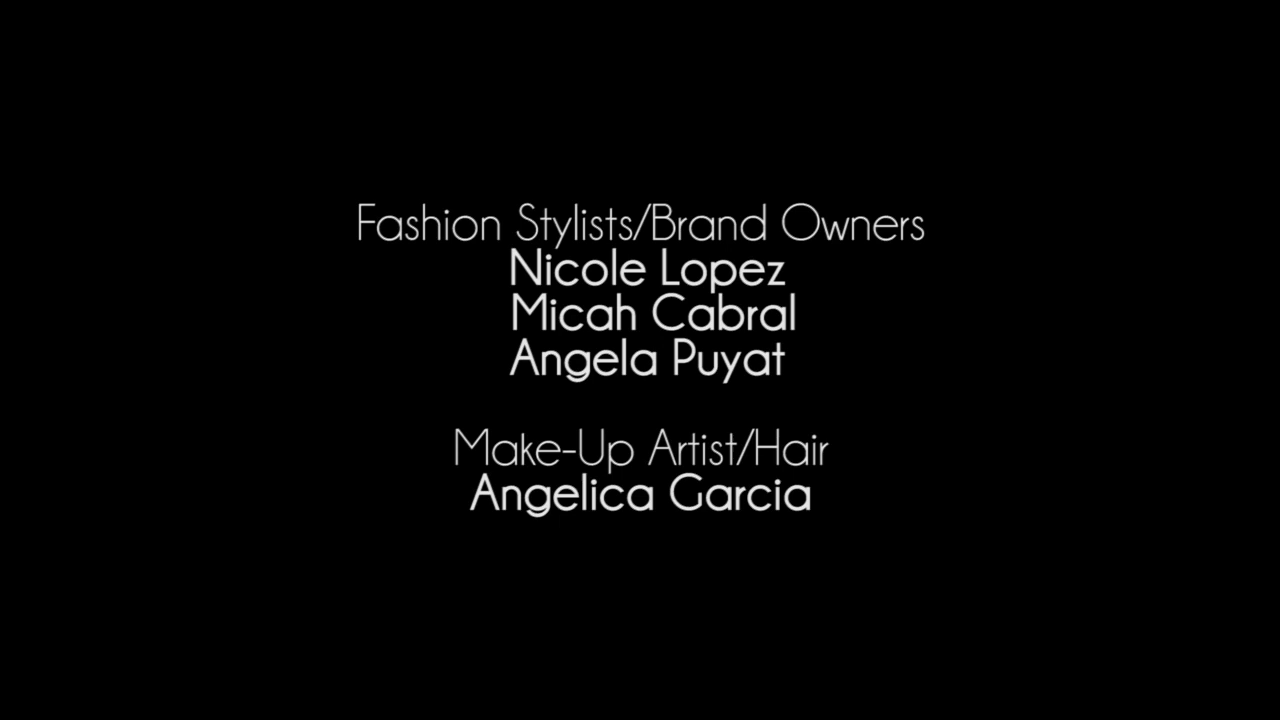 Fashion Stylists/Brand Owners
Nicole Lopez
Micah Cabral
Angela Puyat
Make-Up Artist/Hair
Angelica Garcia